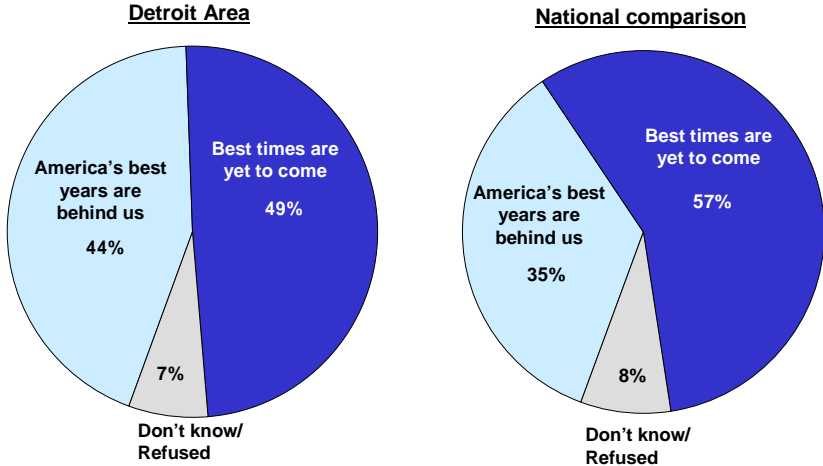 Detroit Area
America's best
years are
behind us
44%
Best times are
yet to come
49%
7%
Don't know/
Refused
National comparison
America's best
years are
behind us
35%
Best times are
yet to come
57%
8%
Don't know/
Refused